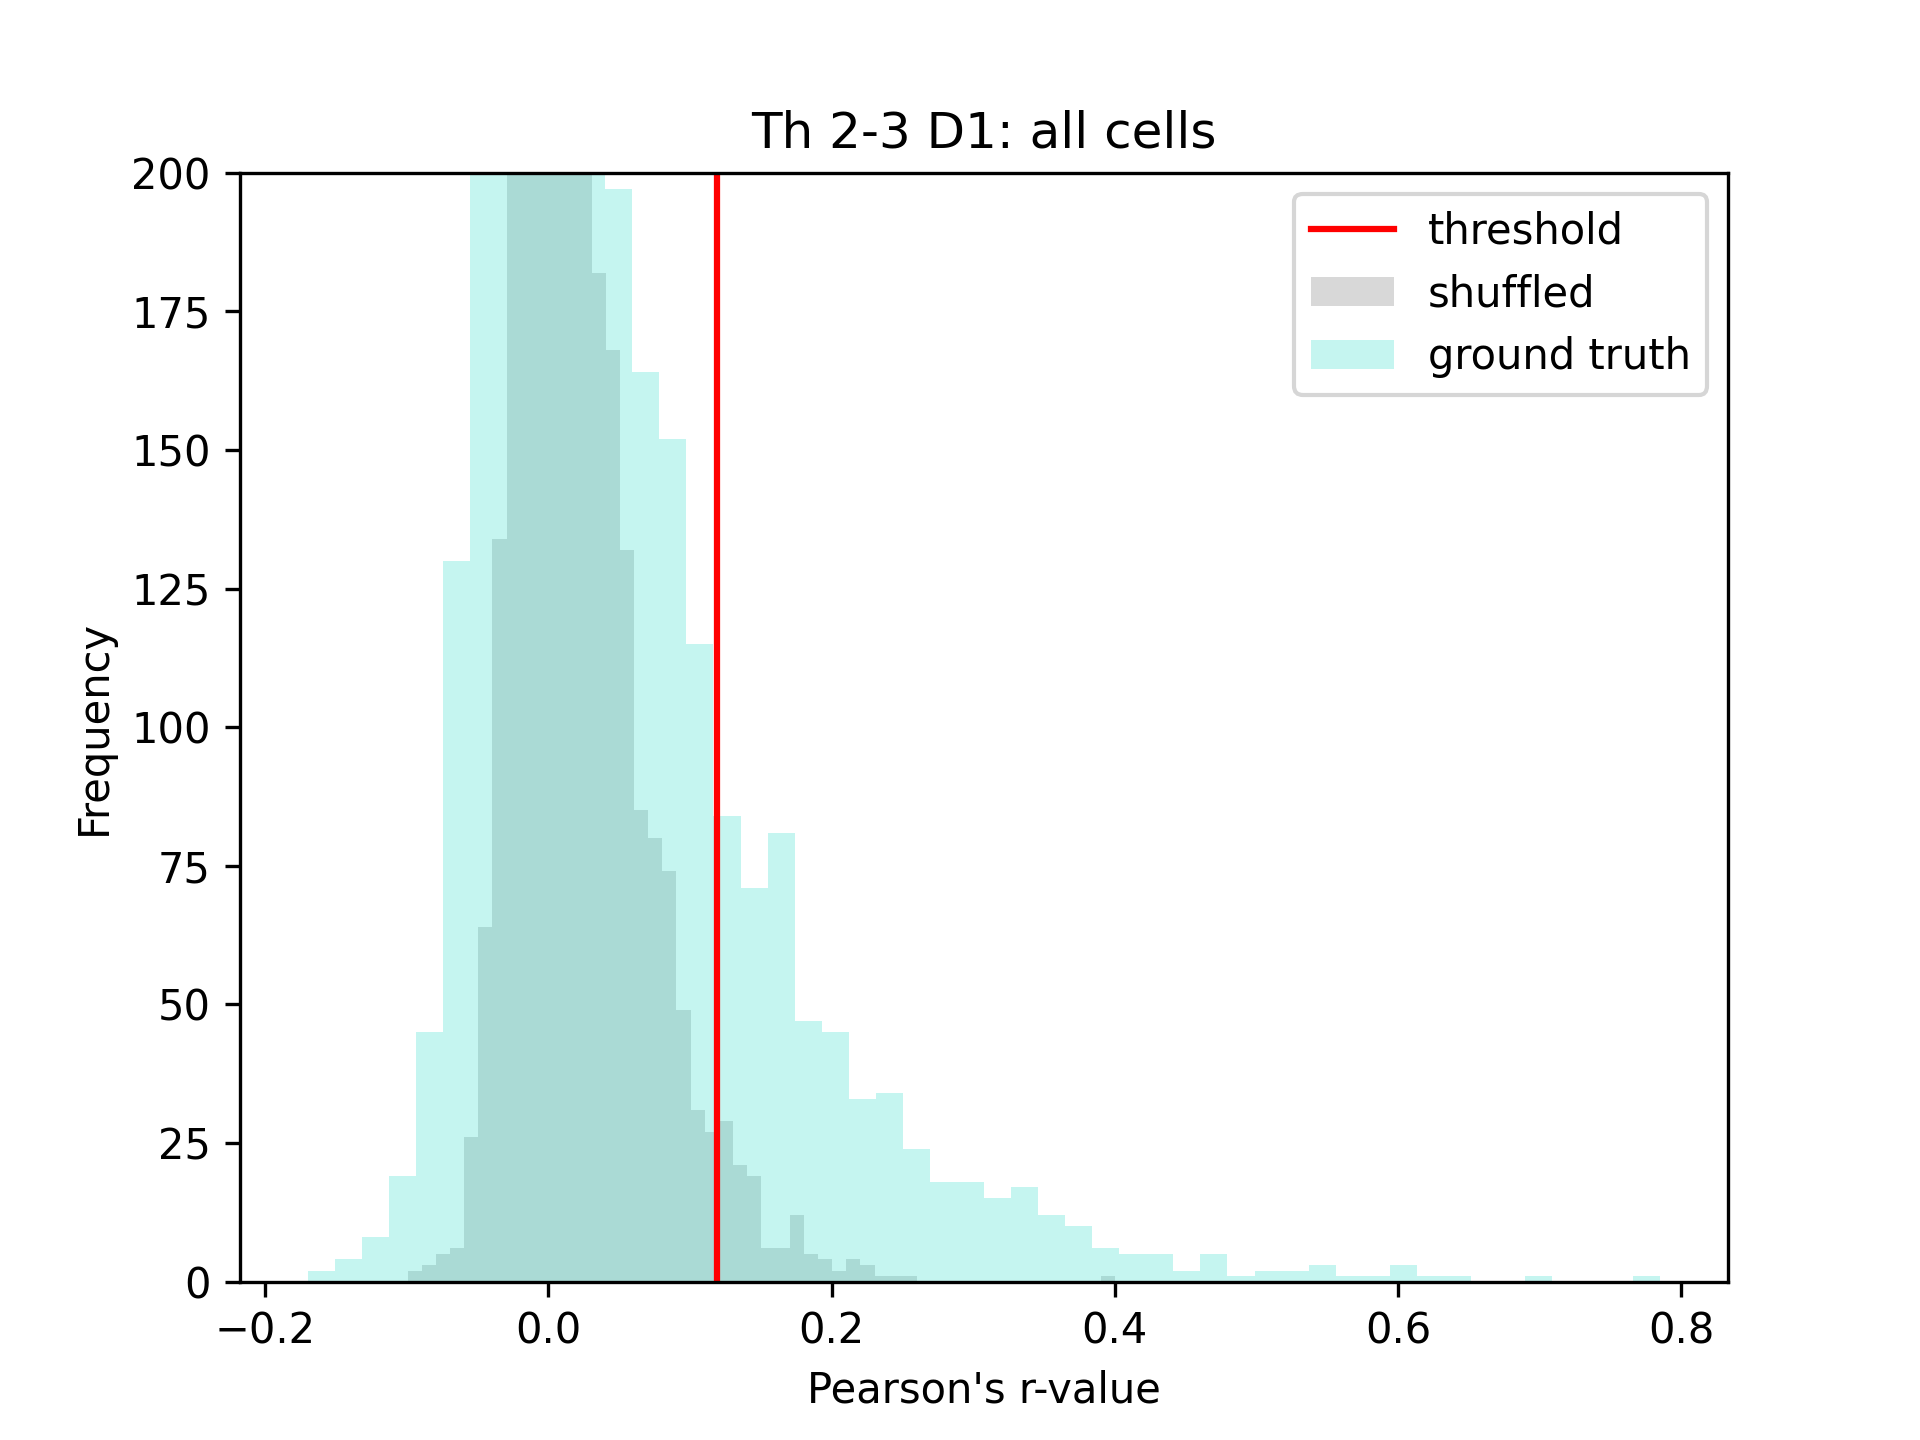 Th 2-3 D1: all cells
200
175
150
125
100
75
50
25
0
Frequency
threshold
shuffled
ground truth
−0.2 0.0 0.2 0.4 0.6 0.8
Pearson's r-value